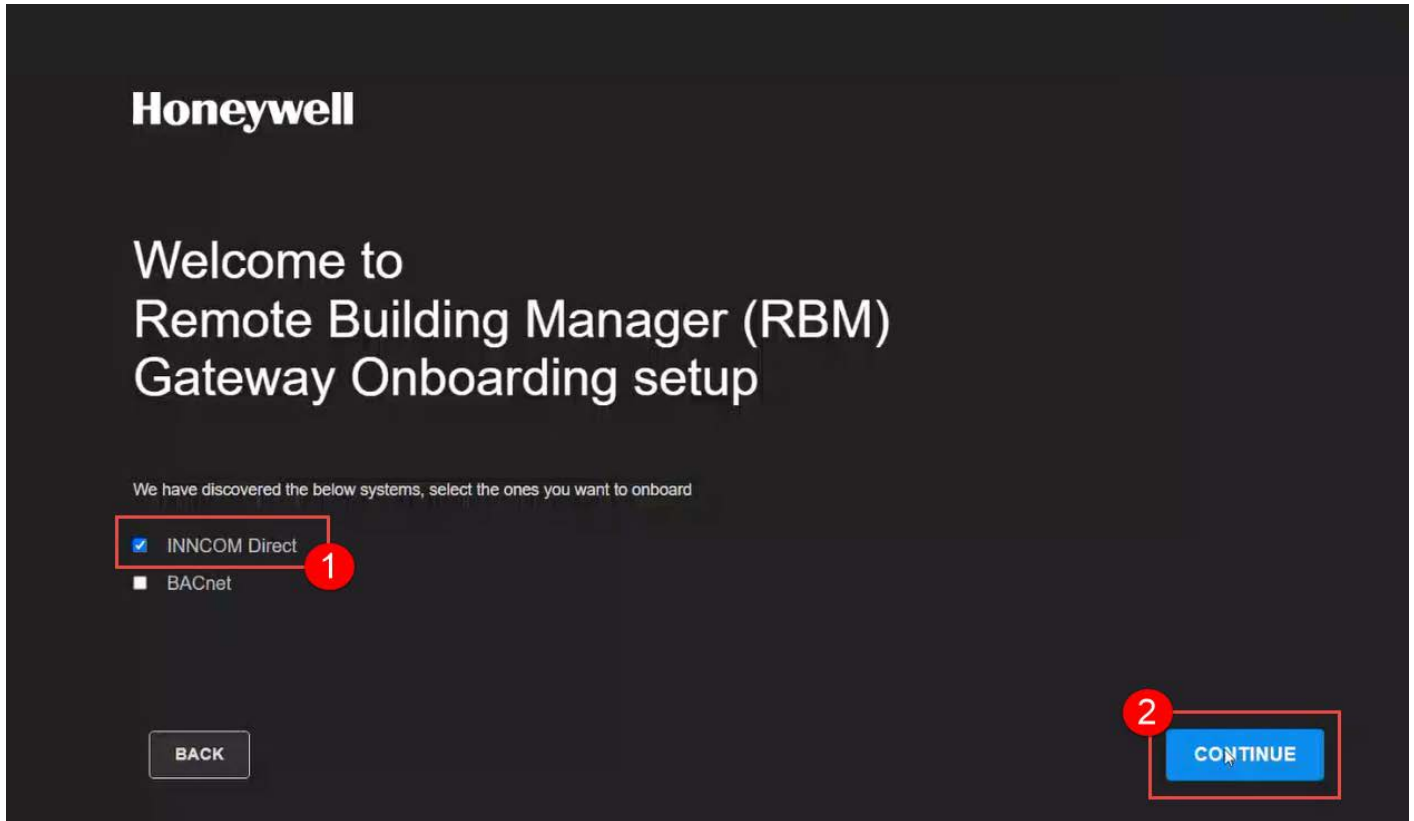 Honeywell
Welcome to
Remote Building Manager (RBM)
Gateway Onboarding setup
We have discovered the below systems, select the ones you want to onboard
INNCOM Direct
1
BACnet
2
BACK
CONTINUE